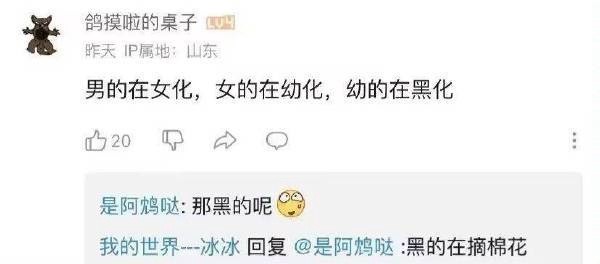 鸽摸啦的桌子 LV4
昨天 IP属地：山东
男的在女化，女的在幼化，幼的在黑化
20
是阿鸩哒: 那黑的呢
我的世界---冰冰 回复 @是阿鸩哒 :黑的在摘棉花